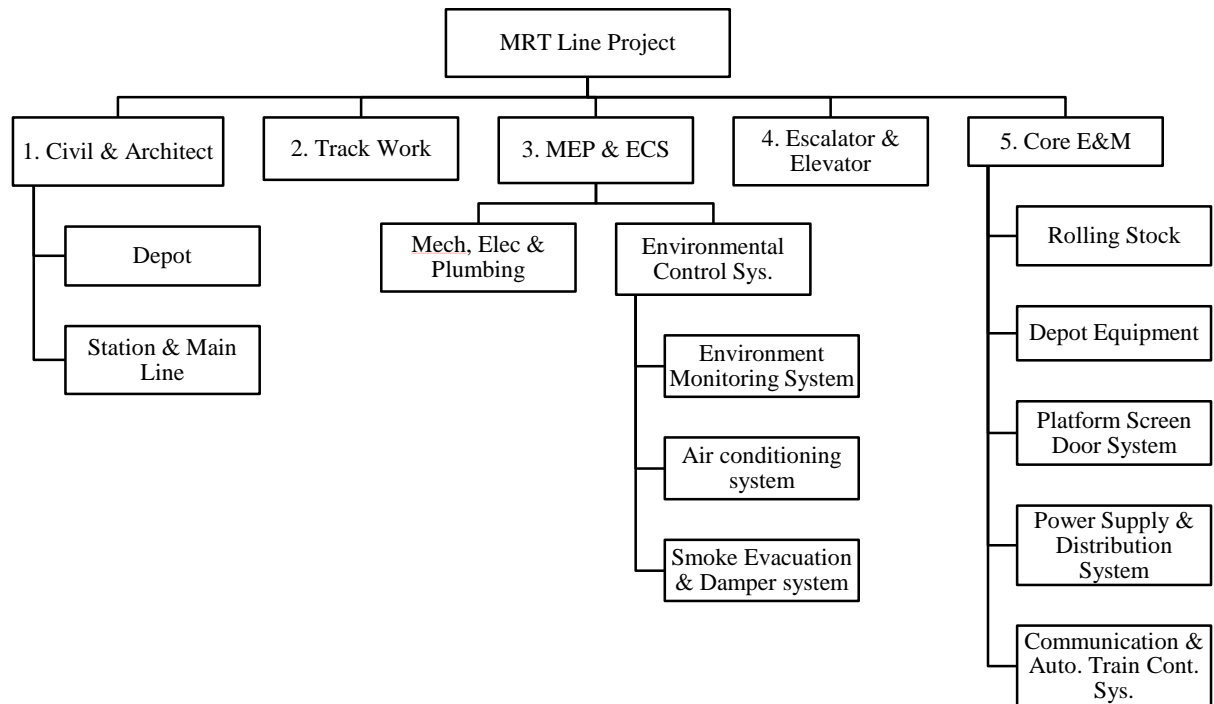 MRT Line Project
1. Civil & Architect
2. Track Work
3. MEP & ECS
4. Escalator &
Elevator
5. Core E&M
Depot
Station & Main
Line
Mech, Elec &
Plumbing
Environmental
Control Sys.
Environment
Monitoring System
Air conditioning
system
Smoke Evacuation
& Damper system
Rolling Stock
Depot Equipment
Platform Screen
Door System
Power Supply &
Distribution
System
Communication &
Auto. Train Cont.
Sys.